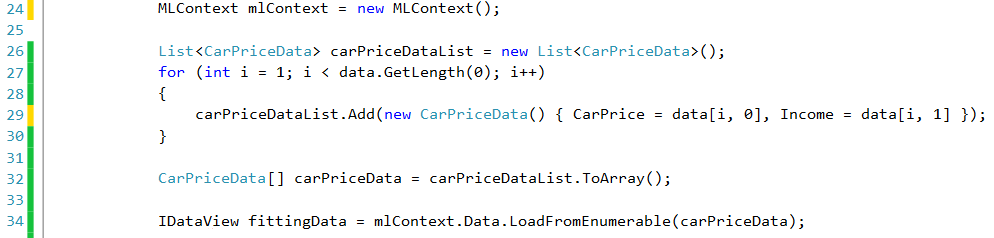 24 MLContext mlContext = new MLContext();
25
26 List<CarPriceData> carPriceDataList = new List<CarPriceData>();
27 for (int i = 1; i < data.GetLength(0); i++)
28 {
29 carPriceDataList.Add(new CarPriceData() { CarPrice = data[i, 0], Income = data[i, 1] });
30 }
31
32 CarPriceData[] carPriceData = carPriceDataList.ToArray();
33
34 IDataView fittingData = mlContext.Data.LoadFromEnumerable(carPriceData);